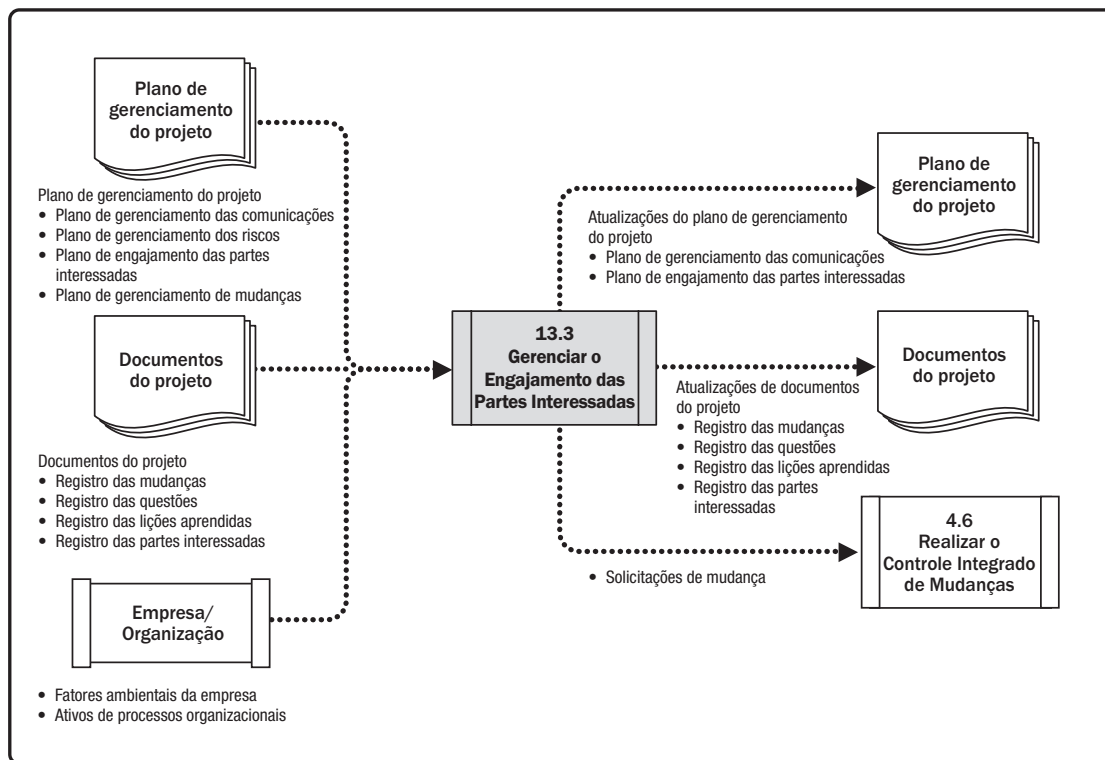 Plano de
gerenciamento
do projeto
Plano de gerenciamento do projeto
• Plano de gerenciamento das comunicações
• Plano de gerenciamento dos riscos
• Plano de engajamento das partes
interessadas
• Plano de gerenciamento de mudanças
Documentos
do projeto
Documentos do projeto
• Registro das mudanças
• Registro das questões
• Registro das lições aprendidas
• Registro das partes interessadas
Empresa/
Organização
• Fatores ambientais da empresa
• Ativos de processos organizacionais
13.3
Gerenciar o
Engajamento das
Partes Interessadas
Atualizações do plano de gerenciamento
do projeto
• Plano de gerenciamento das comunicações
• Plano de engajamento das partes interessadas
Plano de
gerenciamento
do projeto
Atualizações de documentos
do projeto
• Registro das mudanças
• Registro das questões
• Registro das lições aprendidas
• Registro das partes
interessadas
Documentos
do projeto
• Solicitações de mudança
4.6
Realizar o
Controle Integrado
de Mudanças